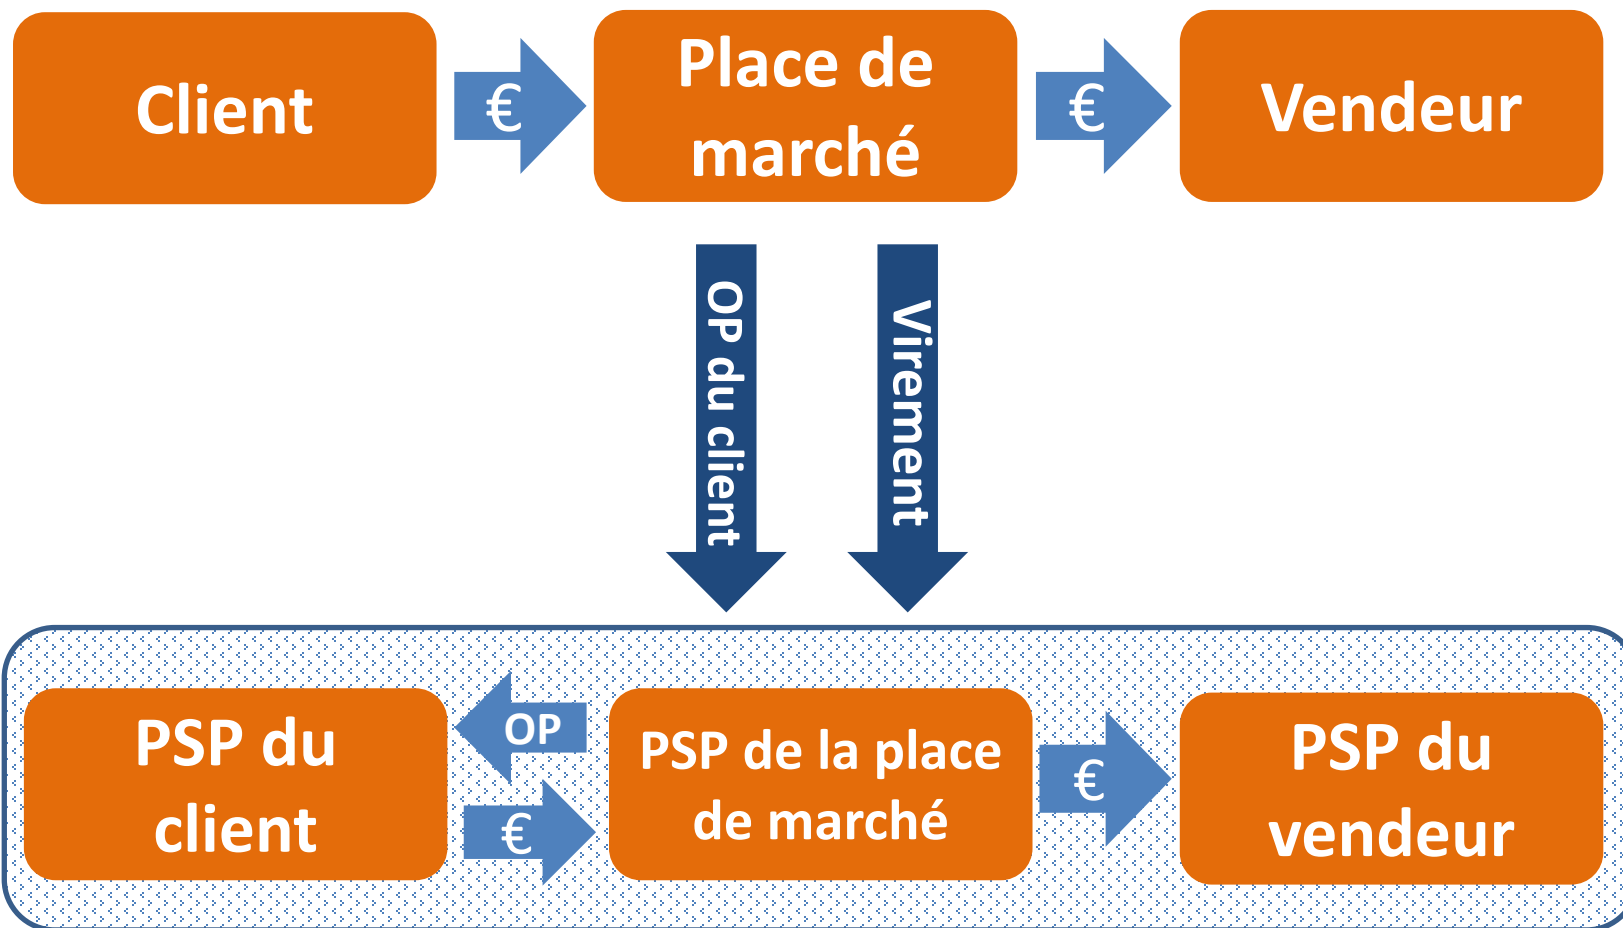 Client
€
Place de
marché
€
Vendeur
OP du client
Virement
PSP du
client
OP
€
PSP de la place
de marché
€
PSP du
vendeur